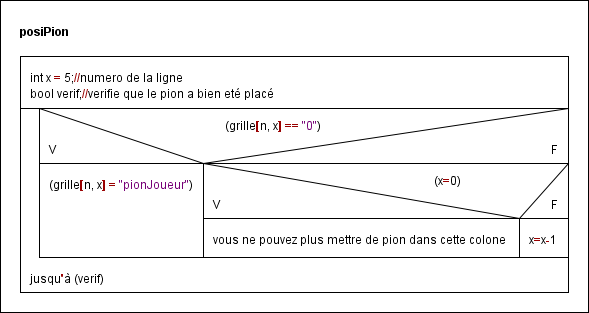 posiPion
int x = 5;//numero de la ligne
bool verif;//verifie que le pion a bien eté placé
(grille[n, x] == "0")
V
F
(grille[n, x] = "pionJoueur")
(x=0)
V
F
vous ne pouvez plus mettre de pion dans cette colone
x=x-1
jusqu'à (verif)